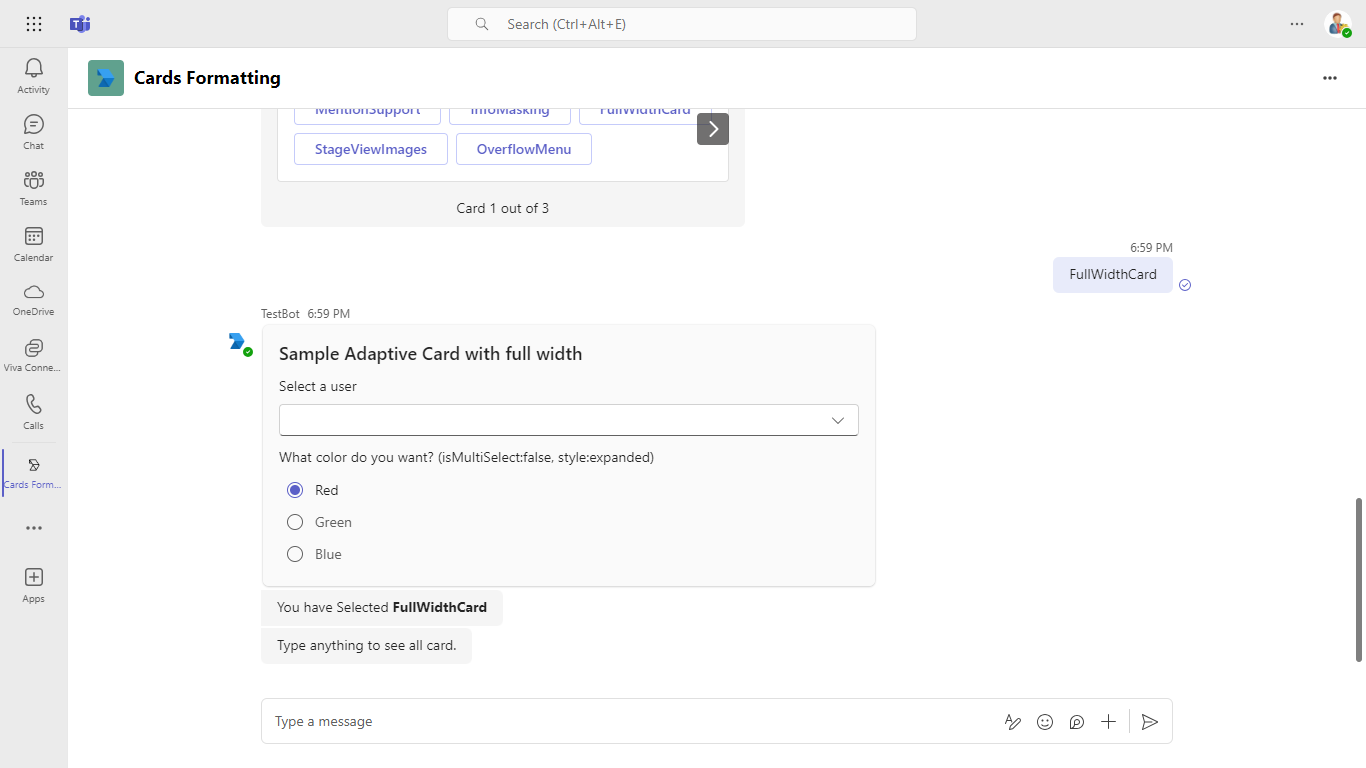 Search (Ctrl+Alt+E)
Activity
Chat
Teams
Calendar
OneDrive
Viva Conne...
Calls
Cards Form...
Apps
Cards Formatting
MentionSupport InfoMasking FullWidthCard
StageViewImages OverflowMenu
Card 1 out of 3
6:59 PM
FullWidthCard
TestBot 6:59 PM
Sample Adaptive Card with full width
Select a user
What color do you want? (isMultiSelect:false, style:expanded)
Red
Green
Blue
You have Selected FullWidthCard
Type anything to see all card.
Type a message